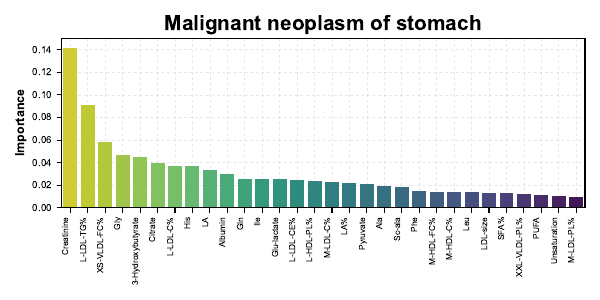 Malignant neoplasm of stomach
Importance
0.14
0.12
0.10
0.08
0.06
0.04
0.02
0.00
Creatinine
L-LDL-TG%
XS-VLDL-FC%
Gly
3-Hydroxybutyrate
Citrate
L-LDL-C%
His
LA
Albumin
Gln
Ile
Glu-lactate
L-LDL-CE%
L-HDL-PL%
M-LDL-C%
LA%
Pyruvate
Ala
Sc-ala
Phe
M-HDL-FC%
M-HDL-C%
Leu
LDL-size
SFA%
XXL-VLDL-PL%
PUFA
Unsaturation
M-LDL-PL%